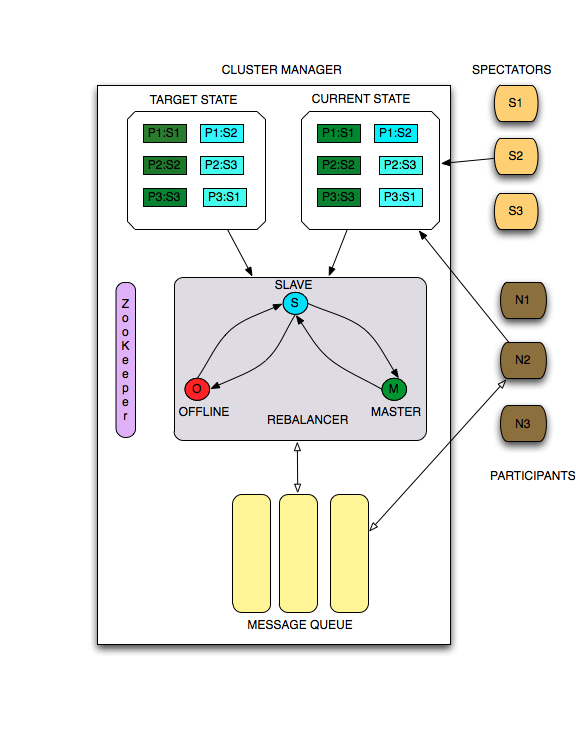 CLUSTER MANAGER
SPECTATORS
TARGET STATE
CURRENT STATE
P1:S1 P1:S2
P2:S2 P2:S3
P3:S3 P3:S1
P1:S1 P1:S2
P2:S2 P2:S3
P3:S3 P3:S1
S1
S2
S3
ZooKeeper
SLAVE
S
O
M
OFFLINE
MASTER
REBALANCER
N1
N2
N3
PARTICIPANTS
MESSAGE QUEUE